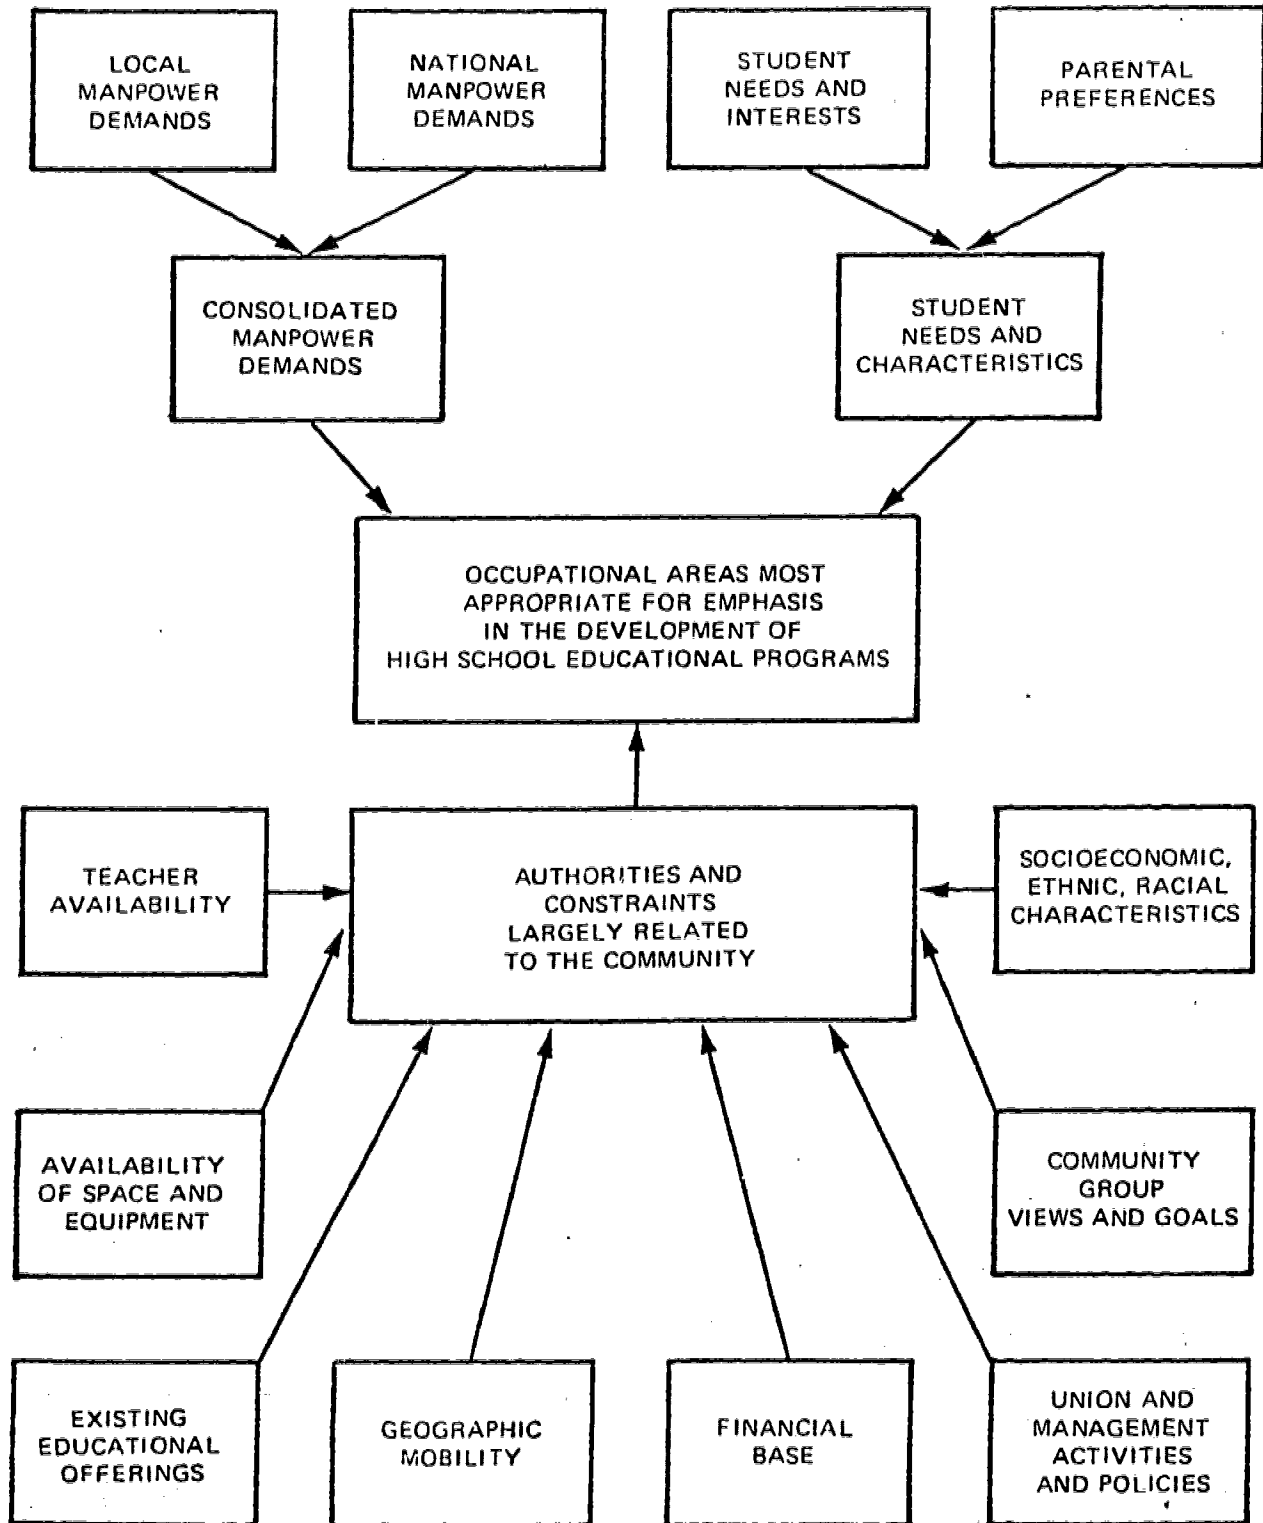 LOCAL
MANPOWER
DEMANDS
NATIONAL
MANPOWER
DEMANDS
STUDENT
NEEDS AND
INTERESTS
PARENTAL
PREFERENCES
CONSOLIDATED
MANPOWER
DEMANDS
STUDENT
NEEDS AND
CHARACTERISTICS
OCCUPATIONAL AREAS MOST
APPROPRIATE FOR EMPHASIS
IN THE DEVELOPMENT OF
HIGH SCHOOL EDUCATIONAL PROGRAMS
TEACHER
AVAILABILITY
AUTHORITIES AND
CONSTRAINTS
LARGELY RELATED
TO THE COMMUNITY
SOCIOECONOMIC,
ETHNIC, RACIAL
CHARACTERISTICS
AVAILABILITY
OF SPACE AND
EQUIPMENT
COMMUNITY
GROUP
VIEWS AND GOALS
EXISTING
EDUCATIONAL
OFFERINGS
GEOGRAPHIC
MOBILITY
FINANCIAL
BASE
UNION AND
MANAGEMENT
ACTIVITIES
AND POLICIES